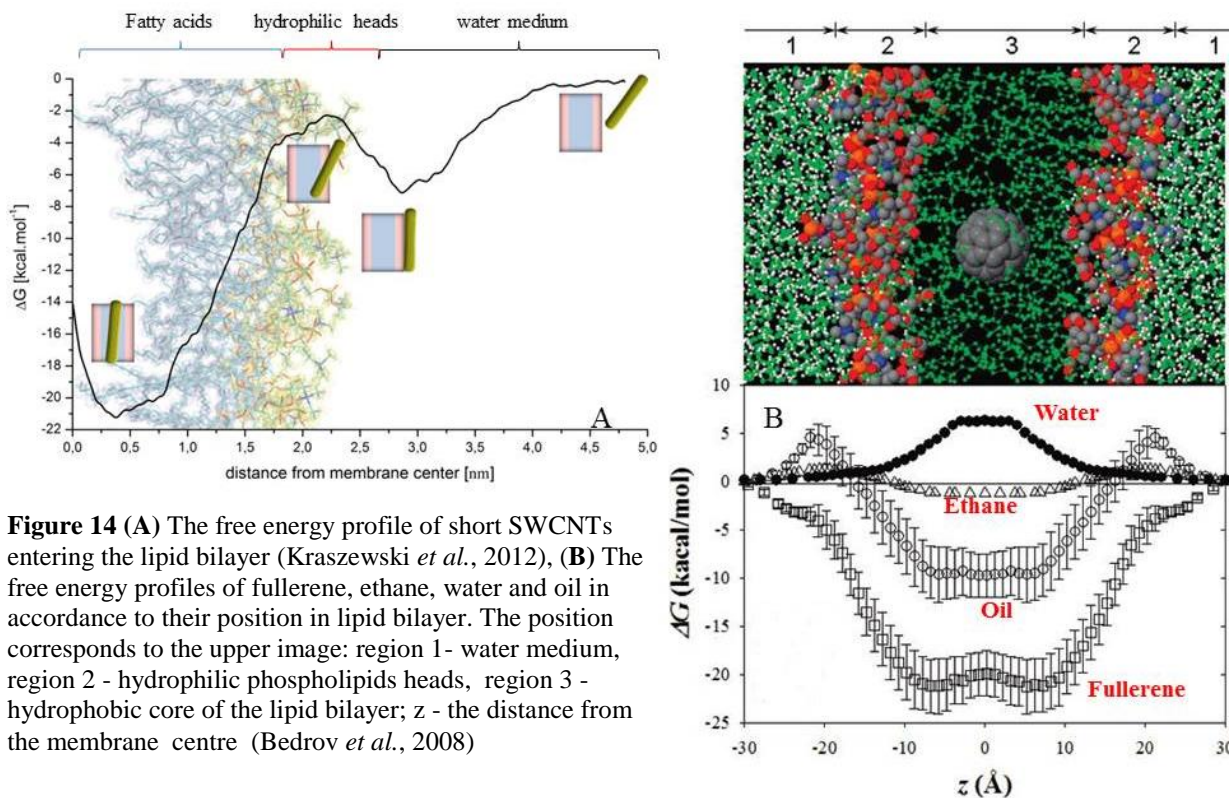 Fatty acids hydrophilic heads water medium
0
-2
-4
-6
-8
-10
-12
-14
-16
-18
-20
-22
ΔG [kcal.mol⁻¹]
0,0 0,5 1,0 1,5 2,0 2,5 3,0 3,5 4,0 4,5 5,0
distance from membrane center [nm]
A
1 2 3 2 1
B
10
5
0
-5
-10
-15
-20
-25
ΔG (kacal/mol)
Water
Ethane
Oil
Fullerene
-30 -20 -10 0 10 20 30
z (Å)
Figure 14 (A) The free energy profile of short SWCNTs
entering the lipid bilayer (Kraszewski et al., 2012), (B) The
free energy profiles of fullerene, ethane, water and oil in
accordance to their position in lipid bilayer. The position
corresponds to the upper image: region 1- water medium,
region 2 - hydrophilic phospholipids heads, region 3 -
hydrophobic core of the lipid bilayer; z - the distance from
the membrane centre (Bedrov et al., 2008)